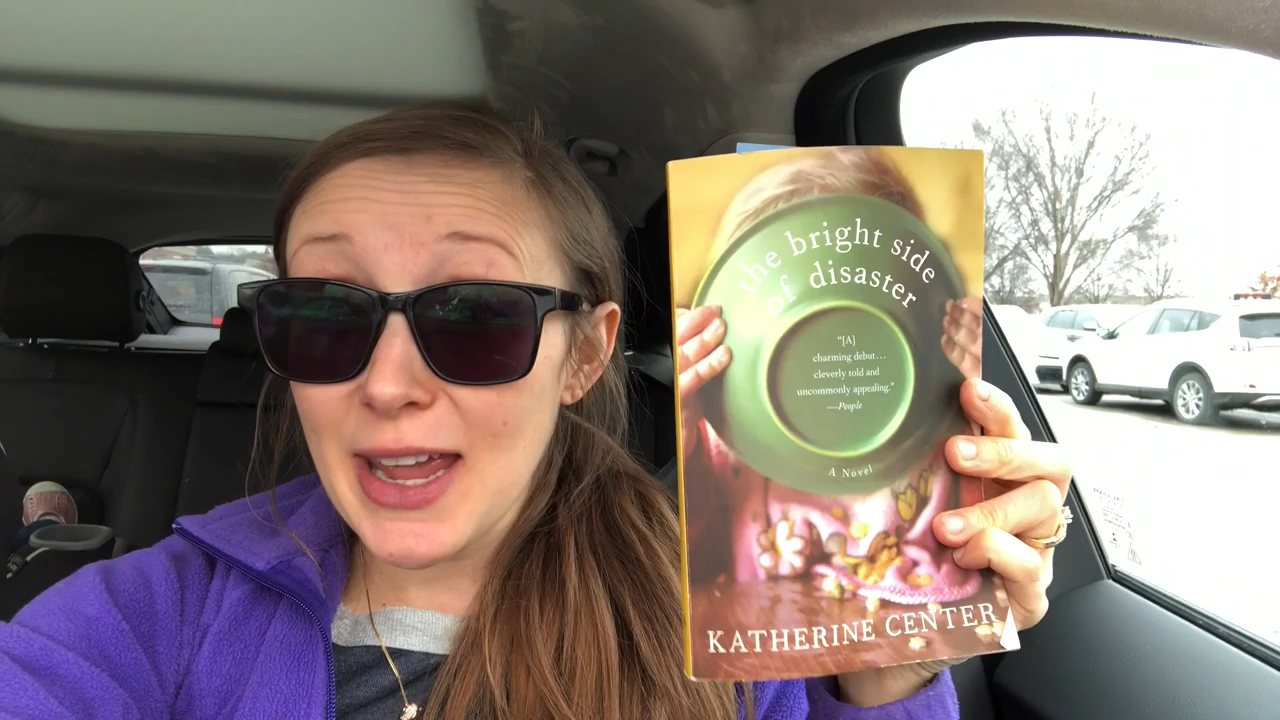 the bright side
of disaster
“[A]
charming debut...
cleverly told and
uncommonly appealing.”
—People
A Novel
KATHERINE CENTER